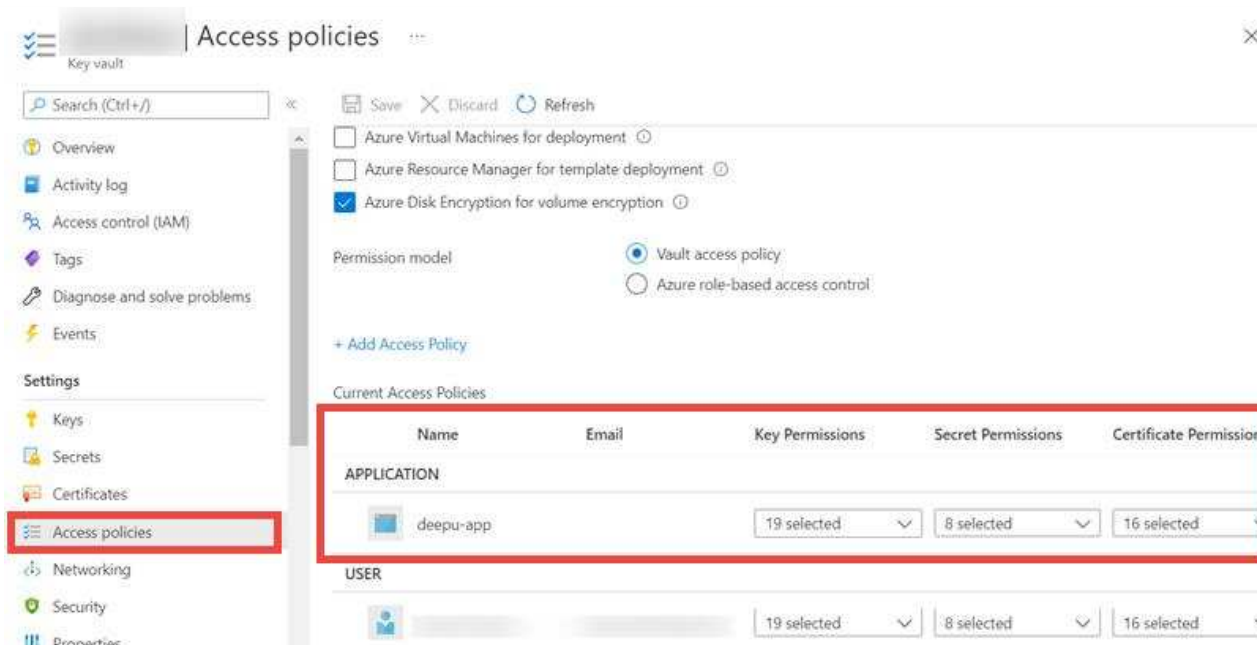 | Access policies ...
Key vault
Search (Ctrl+/)
Overview
Activity log
Access control (IAM)
Tags
Diagnose and solve problems
Events
Settings
Keys
Secrets
Certificates
Access policies
Networking
Security
Properties
Save Discard Refresh
Azure Virtual Machines for deployment
Azure Resource Manager for template deployment
Azure Disk Encryption for volume encryption
Permission model
Vault access policy
Azure role-based access control
+ Add Access Policy
Current Access Policies
Name Email Key Permissions Secret Permissions Certificate Permission
APPLICATION
deepu-app 19 selected 8 selected 16 selected
USER
19 selected 8 selected 16 selected